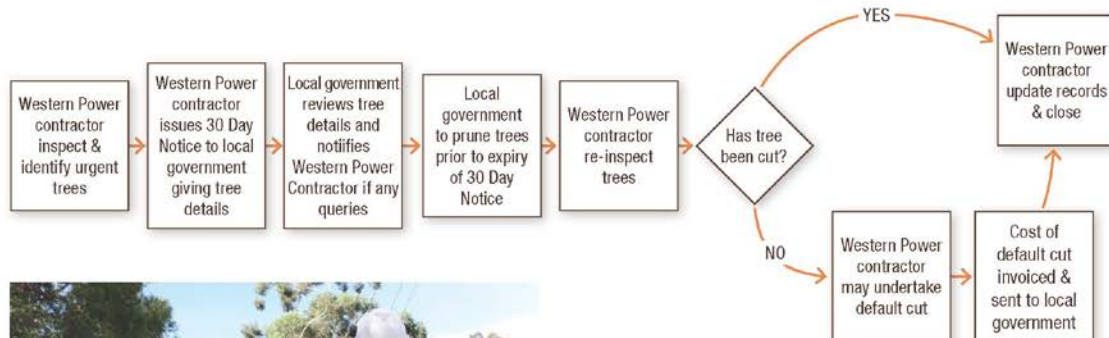 Western Power
contractor
inspect &
identify urgent
trees
Western Power
contractor
issues 30 Day
Notice to local
government
giving tree
details
Local government
reviews tree
details and
notiifies
Western Power
Contractor if any
queries
Local
government
to prune trees
prior to expiry
of 30 Day
Notice
Western Power
contractor
re-inspect
trees
Has tree
been cut?
YES
Western Power
contractor
update records
& close
NO
Western Power
contractor
may undertake
default cut
Cost of
default cut
invoiced &
sent to local
government